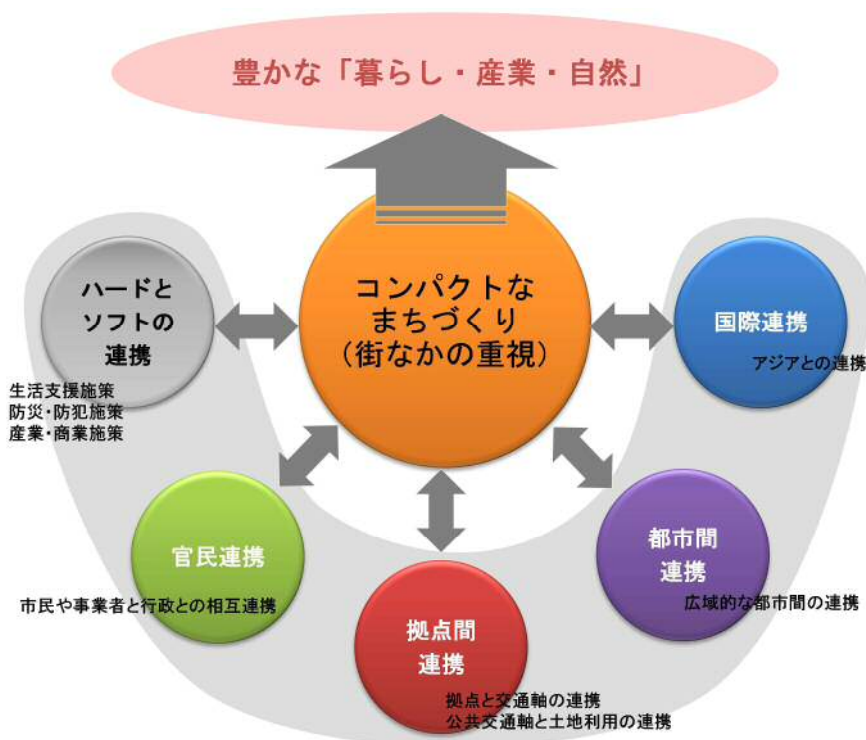 豊かな「暮らし・産業・自然」
コンパクトな
まちづくり
(街なかの重視)
ハードと
ソフトの
連携
生活支援施策
防災・防犯施策
産業・商業施策
官民連携
市民や事業者と行政との相互連携
拠点間
連携
拠点と交通軸の連携
公共交通軸と土地利用の連携
都市間
連携
広域的な都市間の連携
国際連携
アジアとの連携